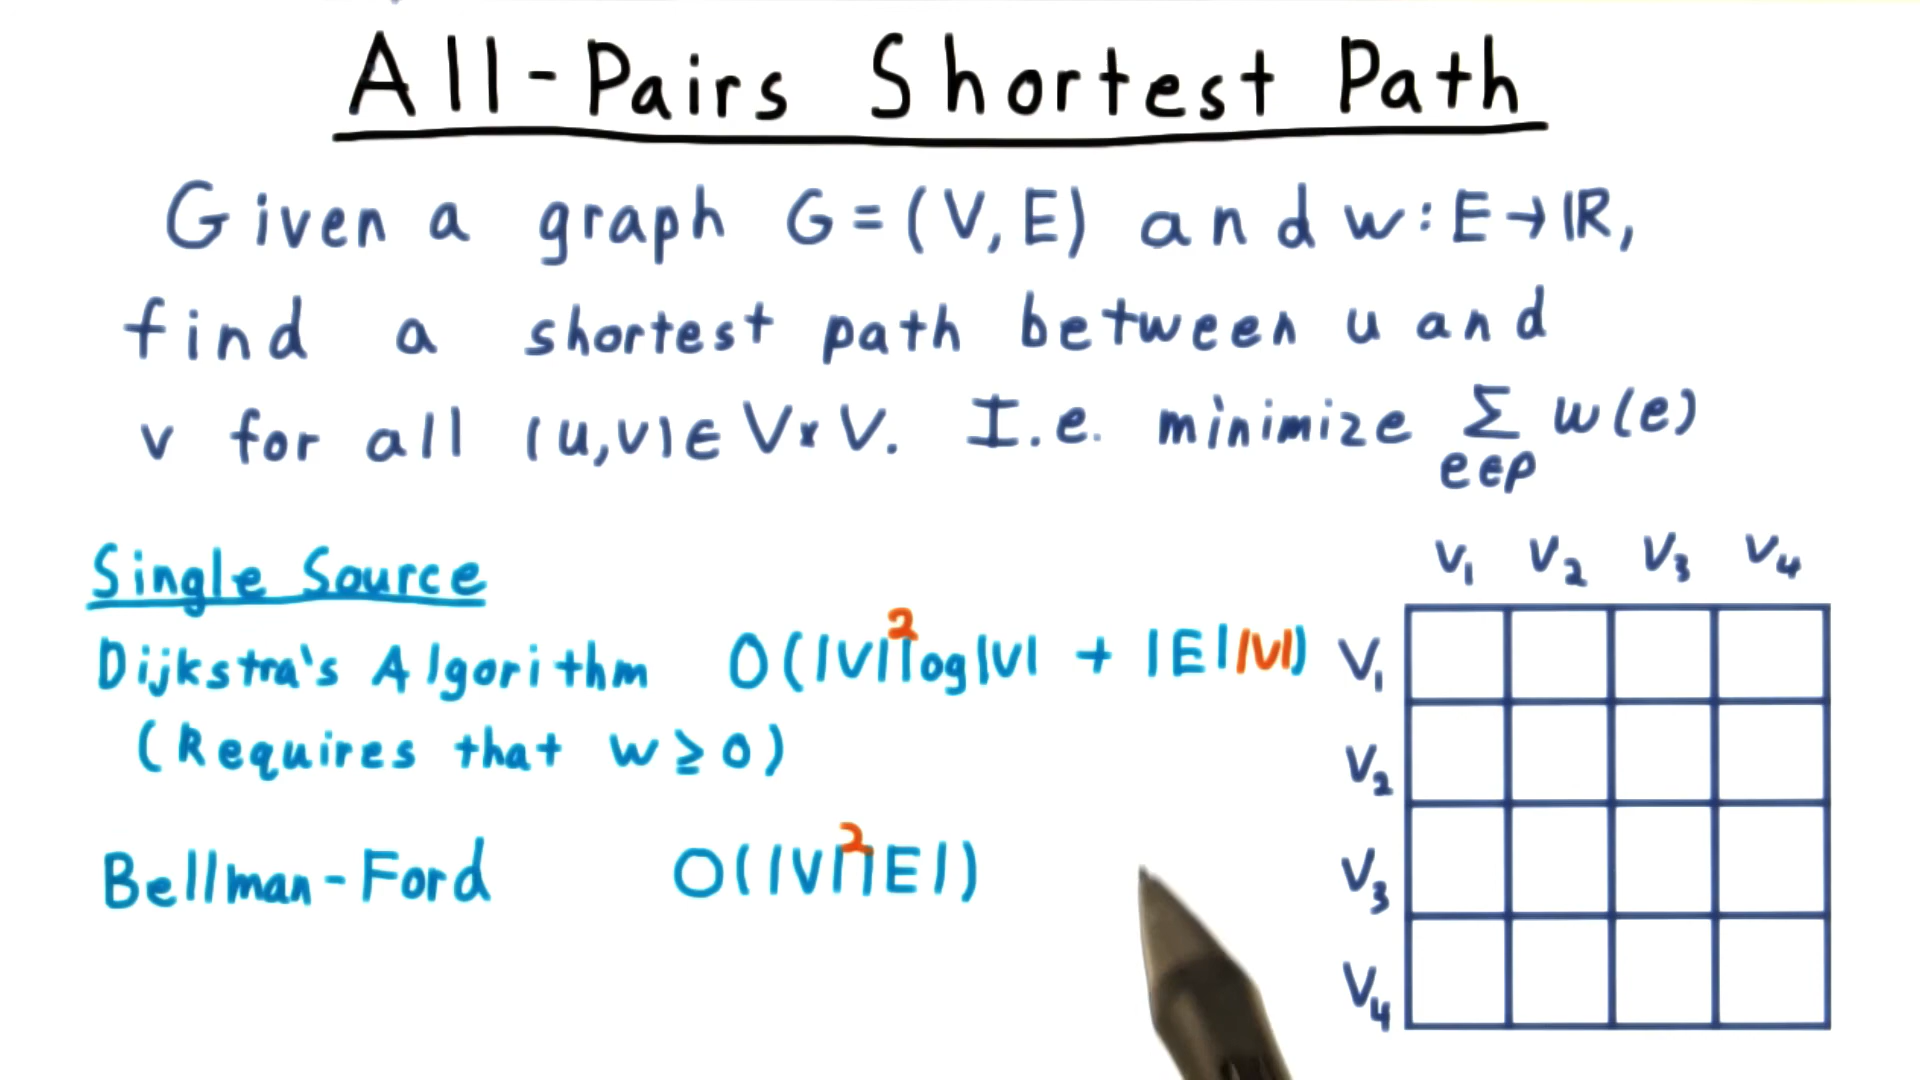 All-Pairs Shortest Path
Given a graph G=(V,E) and w:E→ℝ,
find a shortest path between u and
v for all (u,v)∈V×V. I.e. minimize Σ w(e)
e∈p
Single Source
Dijkstra's Algorithm O(|V|²log|V| + |E||V|)
(Requires that w≥0)
Bellman-Ford O(|V|²|E|)
V₁ V₂ V₃ V₄
V₁
V₂
V₃
V₄